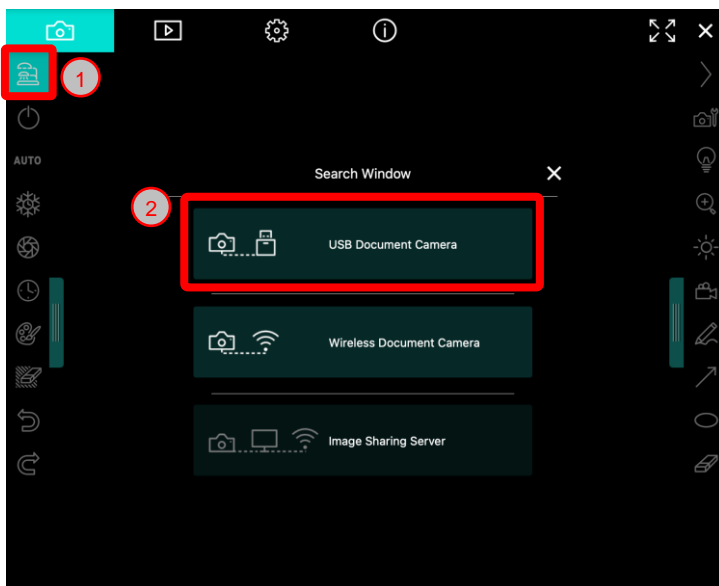 1
AUTO
Search Window
2
USB Document Camera
Wireless Document Camera
Image Sharing Server